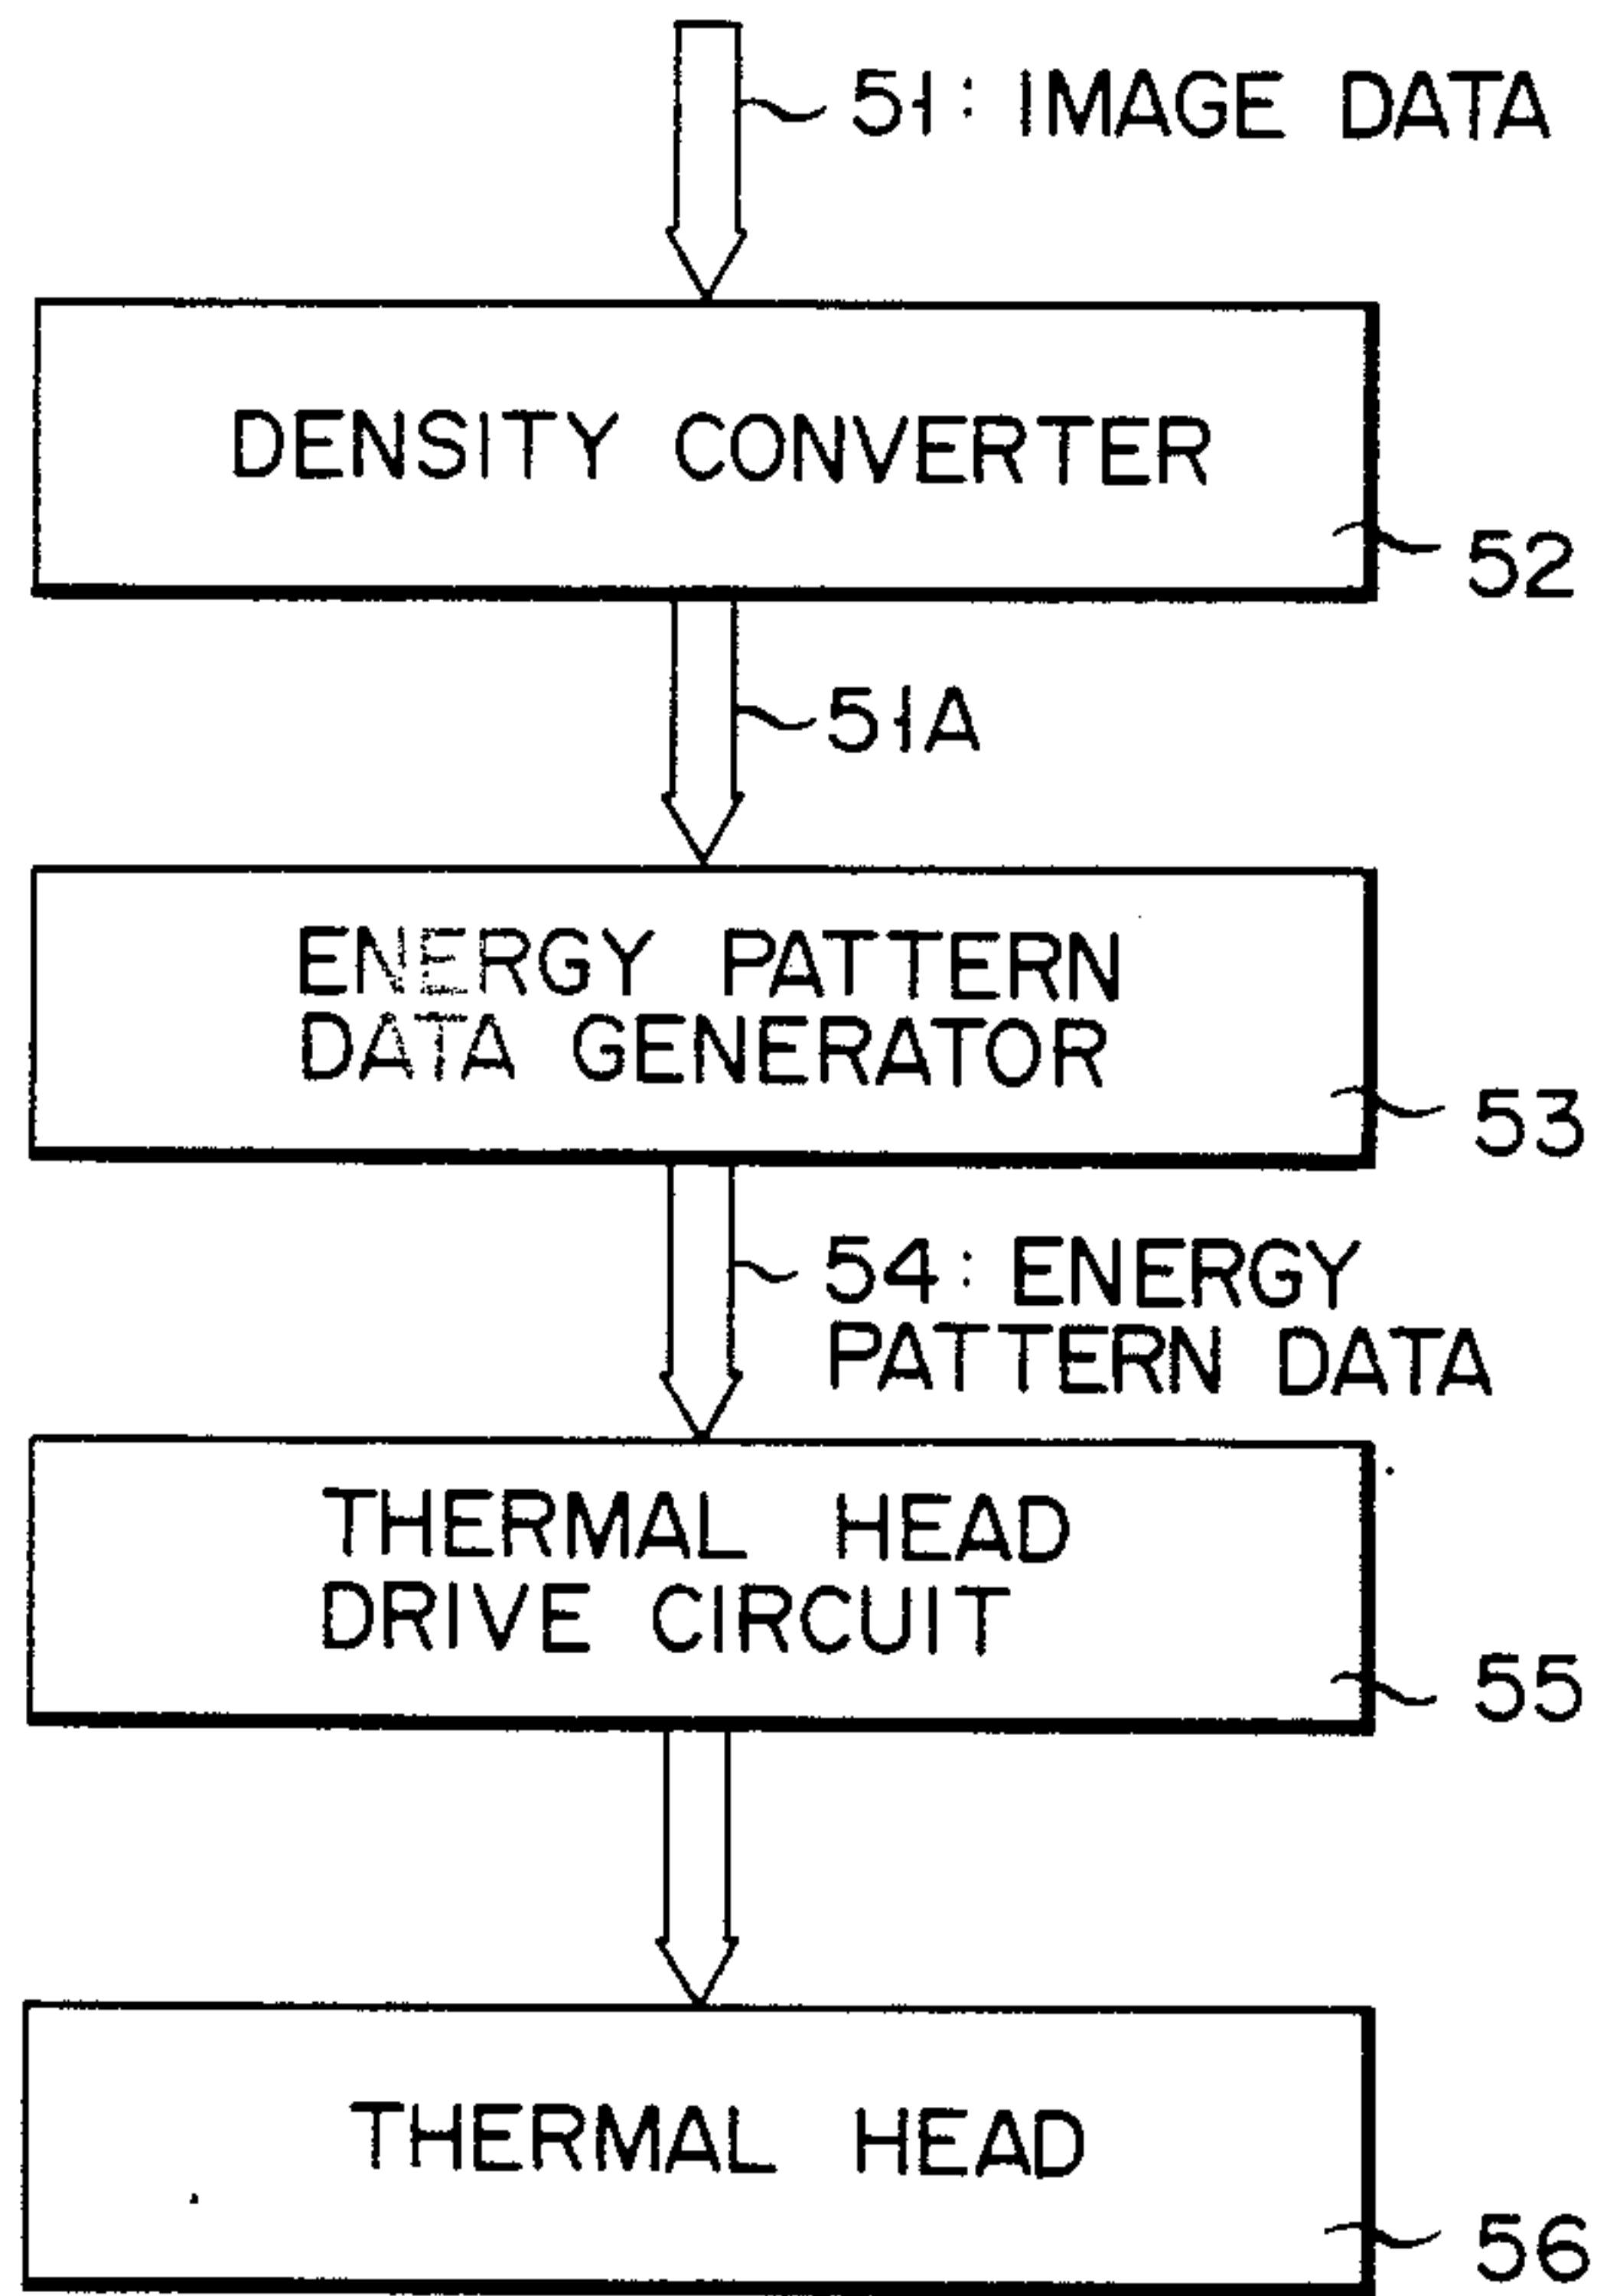 51: IMAGE DATA
DENSITY CONVERTER
52
51A
ENERGY PATTERN
DATA GENERATOR
53
54: ENERGY
PATTERN DATA
THERMAL HEAD
DRIVE CIRCUIT
55
THERMAL HEAD
56